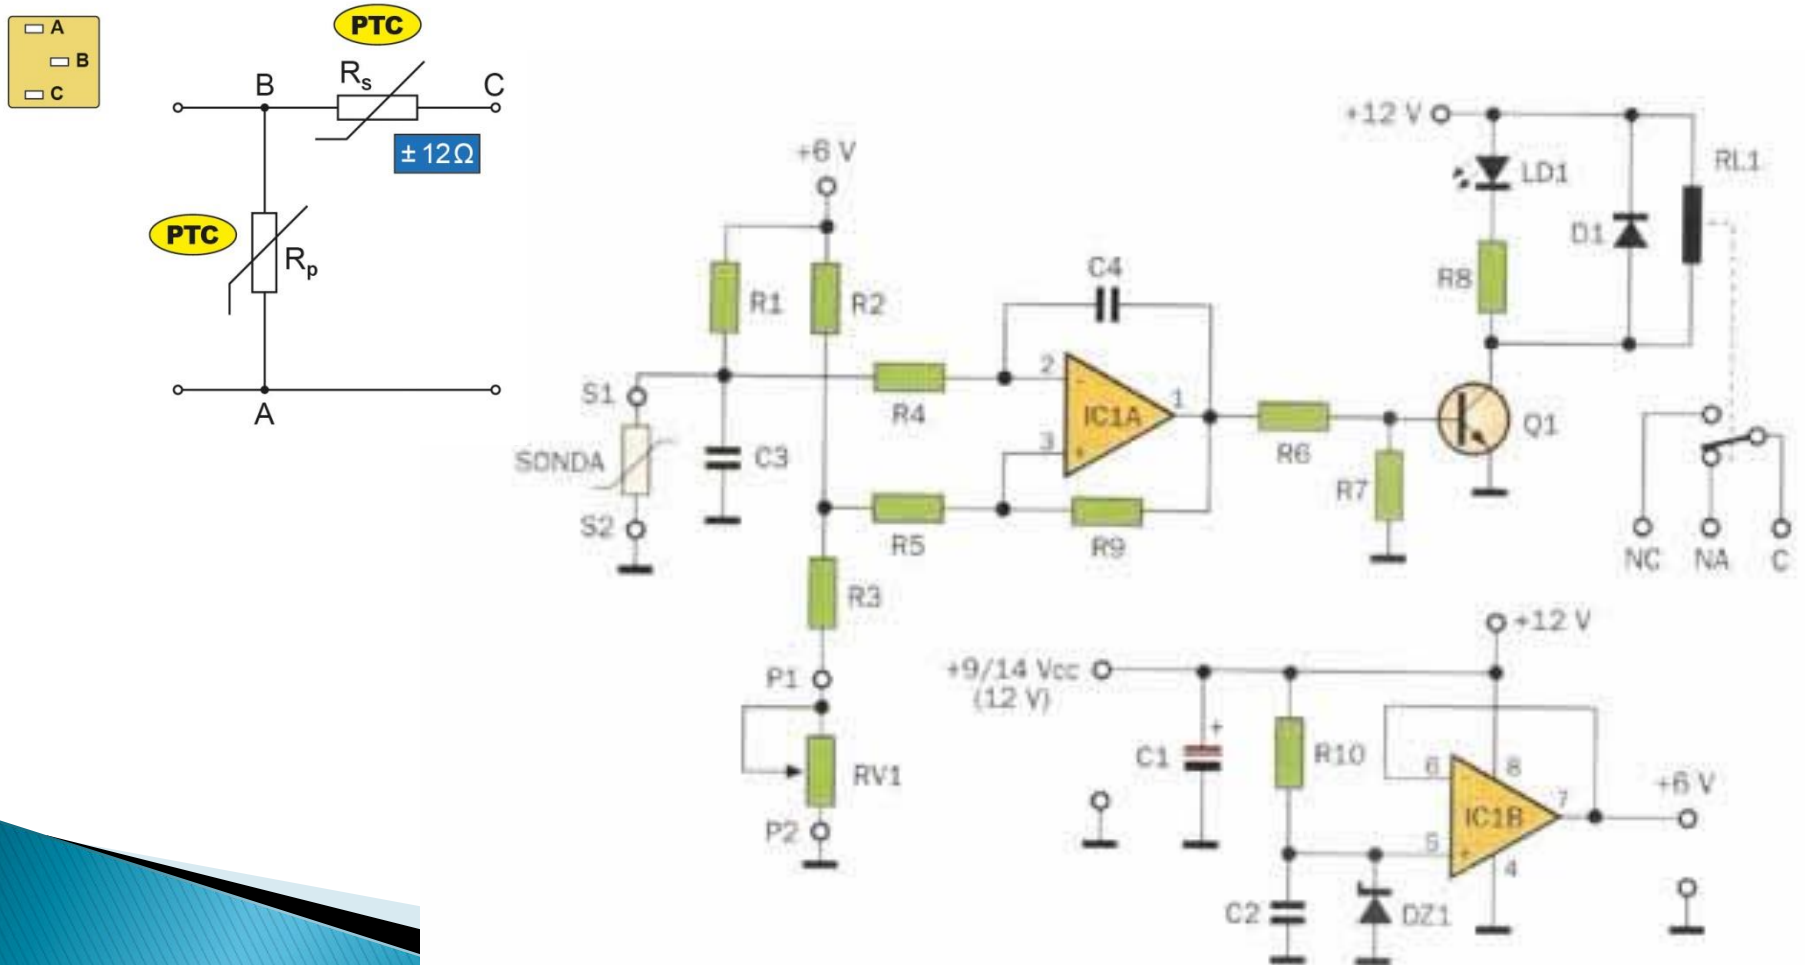 A
B
C
PTC
B
Rs
C
± 12Ω
PTC
Rp
A
+6 V
R1
R2
C4
S1
R4
2
-
IC1A
1
3
+
SONDA
C3
S2
R5
R9
R3
R6
R7
Q1
P1
RV1
P2
+12 V
LD1
D1
RL1
R8
NC
NA
C
+12 V
+9/14 Vcc
(12 V)
C1
+
R10
6
8
7
+6 V
IC1B
5
+
4
C2
DZ1